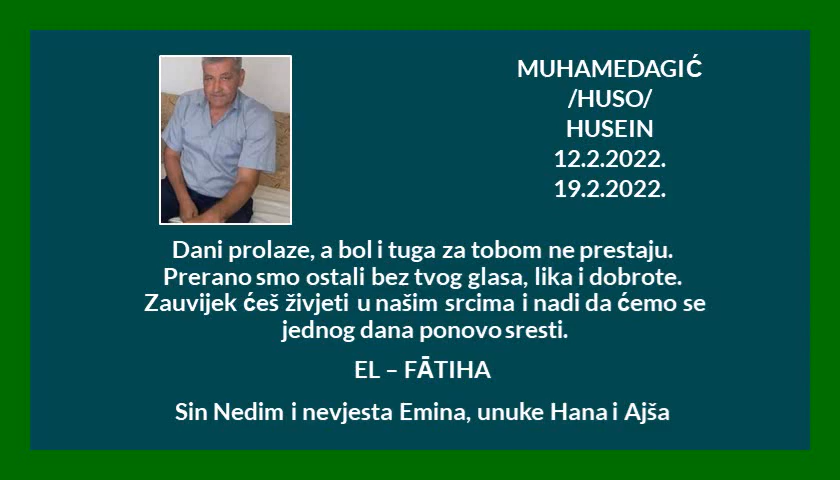 MUHAMEDAGIĆ
/HUSO/
HUSEIN
12.2.2022.
19.2.2022.
Dani prolaze, a bol i tuga za tobom ne prestaju.
Prerano smo ostali bez tvog glasa, lika i dobrote.
Zauvijek ćeš živjeti u našim srcima i nadi da ćemo se
jednog dana ponovo sresti.
EL – FĀTIHA
Sin Nedim i nevjesta Emina, unuke Hana i Ajša